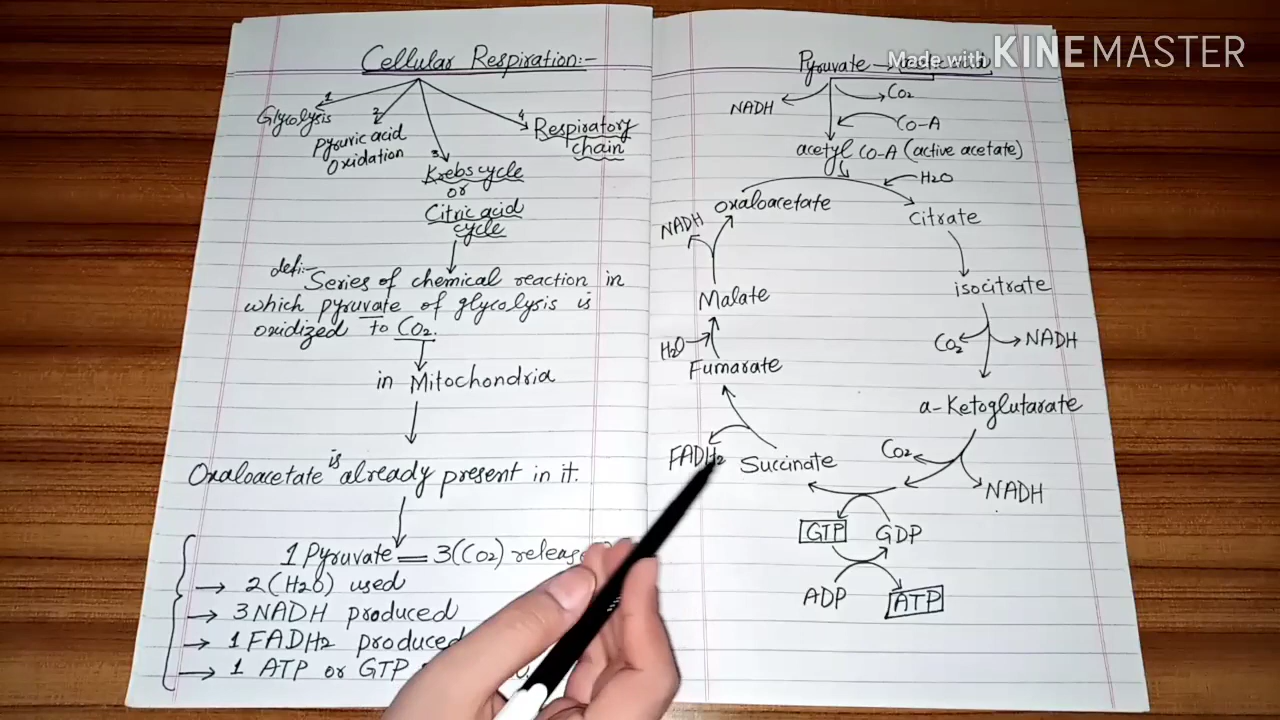 Cellular Respiration:-
1
Glycolysis
2
Pyruvic acid
Oxidation
3
Krebs cycle
or
Citric acid
cycle
4
Respiratory
chain
defi:- Series of chemical reaction in
which pyruvate of glycolysis is
oxidized to CO2.
in Mitochondria
Oxaloacetate is already present in it.
1 Pyruvate = 3(CO2)
→ 2(H2O) used
→ 3 NADH produced
→ 1 FADH2 produced
→ 1 ATP or GTP
Made with KINEMASTER
Pyruvate
NADH
CO2
CO-A
acetyl CO-A (active acetate)
H2O
Oxaloacetate
Citrate
NADH
isocitrate
Malate
CO2
NADH
H2O
Fumarate
a-Ketoglutarate
FADH2
Succinate
CO2
NADH
GTP
GDP
ADP
ATP